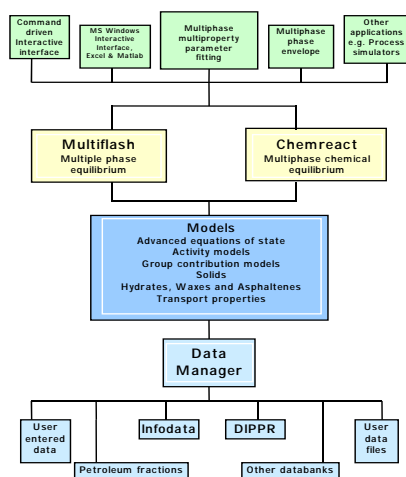 Command
driven
Interactive
interface
MS Windows
Interactive
Interface,
Excel & Matlab
Multiphase
multiproperty
parameter
fitting
Multiphase
phase
envelope
Other
applications
e.g. Process
simulators
Multiflash
Multiple phase
equilibrium
Chemreact
Multiphase chemical
equilibrium
Models
Advanced equations of state
Activity models
Group contribution models
Solids
Hydrates, Waxes and Asphaltenes
Transport properties
Data
Manager
User
entered
data
Infodata
DIPPR
User
data
files
Petroleum fractions
Other databanks